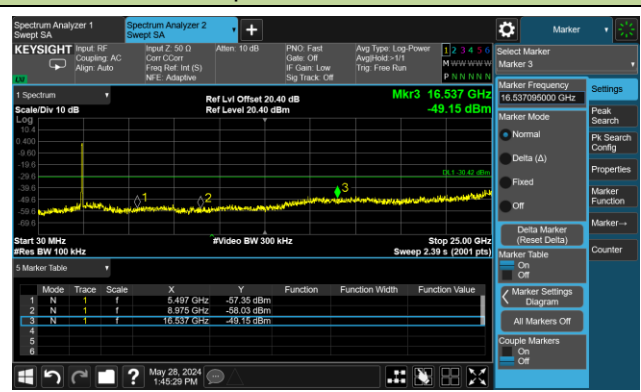 Spectrum Analyzer 1
Swept SA
Spectrum Analyzer 2
Swept SA
Marker
KEYSIGHT
Input: RF
Coupling: AC
Align: Auto
Input Z: 50 Ω
Corr CCorr
Freq Ref: Int (S)
NFE: Adaptive
Atten: 10 dB
PNO: Fast
Gate: Off
IF Gain: Low
Sig Track: Off
Avg Type: Log-Power
Avg|Hold:>1/1
Trig: Free Run
1 2 3 4 5 6
M W W W W W
P N N N N N
Select Marker
Marker 3
1 Spectrum
Scale/Div 10 dB
Ref Lvl Offset 20.40 dB
Ref Level 20.40 dBm
Mkr3 16.537 GHz
-49.15 dBm
Log
10.4
0.400
-9.60
-19.6
-29.6
-39.6
-49.6
-59.6
-69.6
DL1 -30.42 dBm
1
2
3
Start 30 MHz
#Video BW 300 kHz
Stop 25.00 GHz
#Res BW 100 kHz
Sweep 2.39 s (2001 pts)
5 Marker Table
Mode Trace Scale X Y Function Function Width Function Value
1 N 1 f 5.497 GHz -57.35 dBm
2 N 1 f 8.975 GHz -58.03 dBm
3 N 1 f 16.537 GHz -49.15 dBm
4
5
6
Marker Frequency
16.537095000 GHz
Marker Mode
Normal
Delta (Δ)
Fixed
Off
Delta Marker
(Reset Delta)
Marker Table
On
Off
Marker Settings
Diagram
All Markers Off
Couple Markers
On
Off
Settings
Peak
Search
Pk Search
Config
Properties
Marker
Function
Marker→
Counter
May 28, 2024
1:45:29 PM